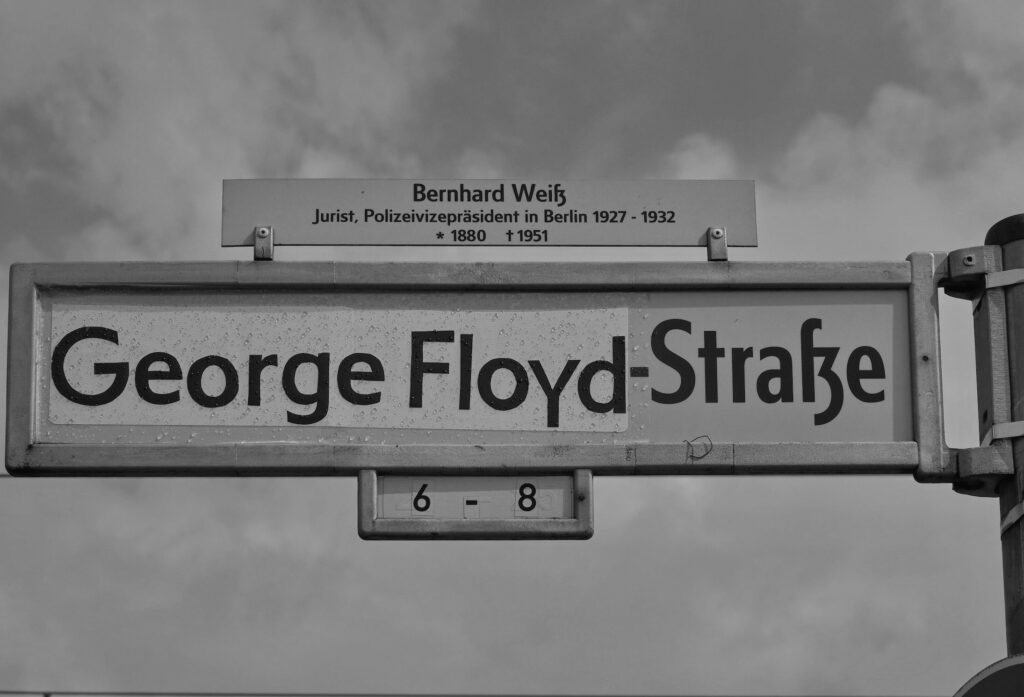 Bernhard Weiß
Jurist, Polizeivizepräsident in Berlin 1927 - 1932
* 1880 † 1951
George Floyd-Straße
6 - 8